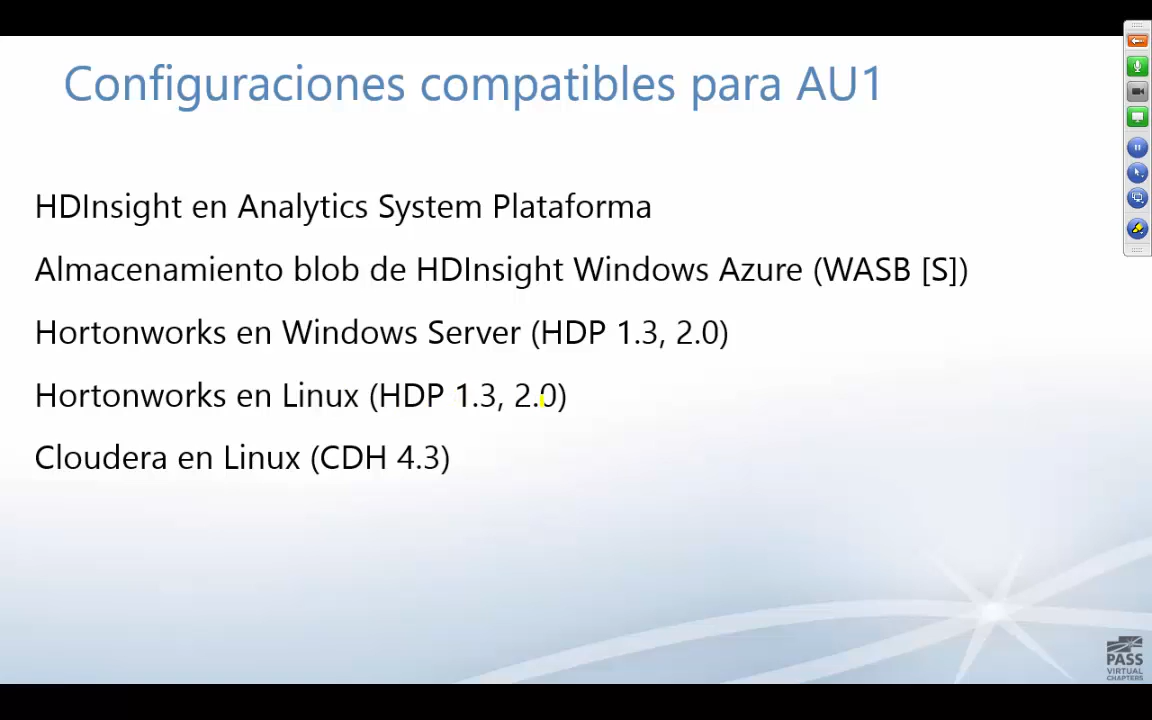 Configuraciones compatibles para AU1
HDInsight en Analytics System Plataforma
Almacenamiento blob de HDInsight Windows Azure (WASB [S])
Hortonworks en Windows Server (HDP 1.3, 2.0)
Hortonworks en Linux (HDP 1.3, 2.0)
Cloudera en Linux (CDH 4.3)
PASS
VIRTUAL
CHAPTERS